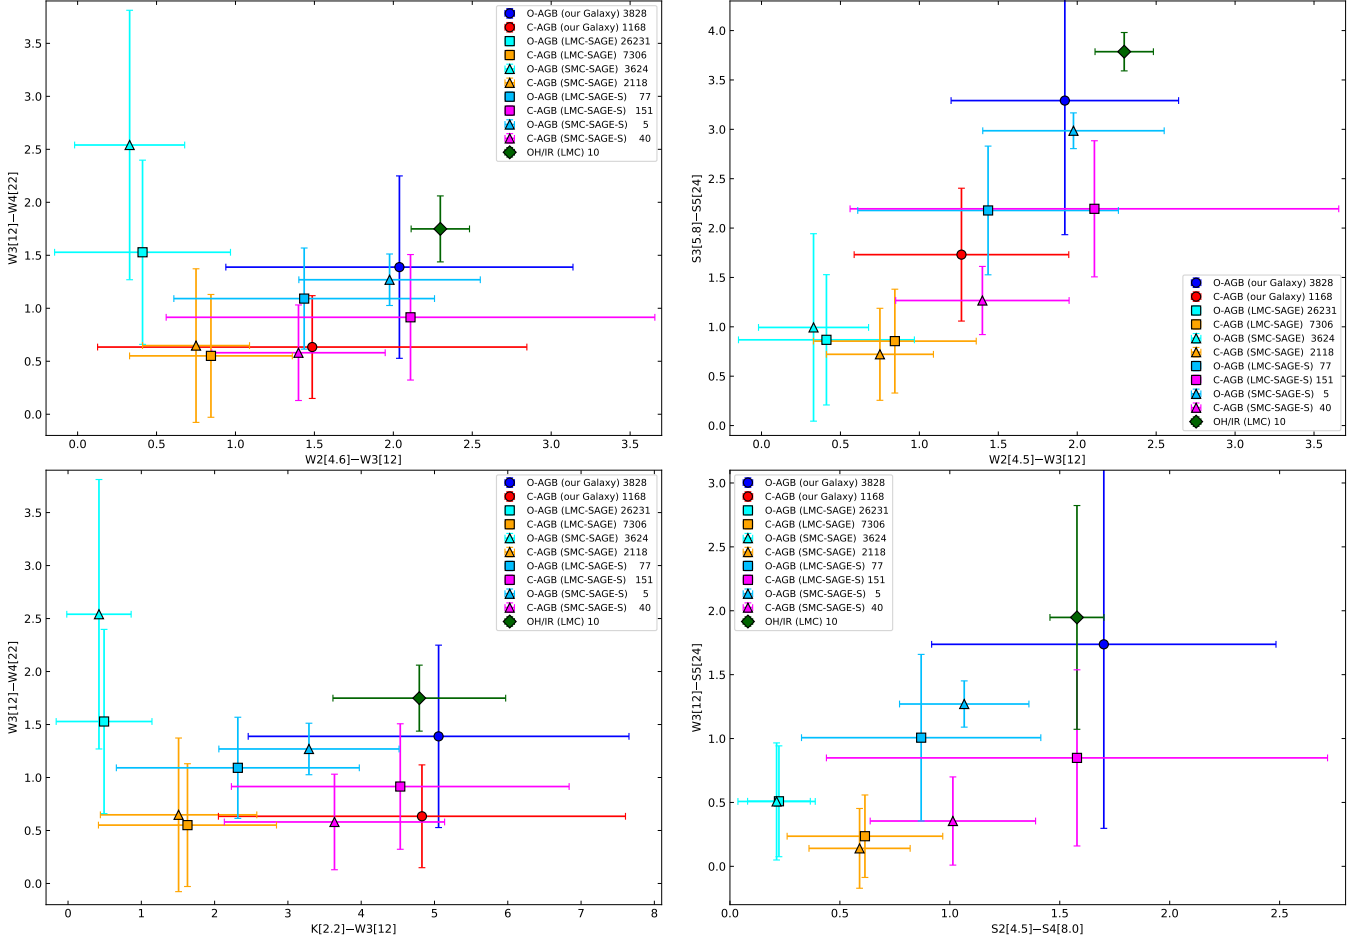 W3[12]−W4[22]
3.5
3.0
2.5
2.0
1.5
1.0
0.5
0.0
O-AGB (our Galaxy) 3828
C-AGB (our Galaxy) 1168
O-AGB (LMC-SAGE) 26231
C-AGB (LMC-SAGE) 7306
O-AGB (SMC-SAGE) 3624
C-AGB (SMC-SAGE) 2118
O-AGB (LMC-SAGE-S) 77
C-AGB (LMC-SAGE-S) 151
O-AGB (SMC-SAGE-S) 5
C-AGB (SMC-SAGE-S) 40
OH/IR (LMC) 10
0.0 0.5 1.0 1.5 2.0 2.5 3.0 3.5
W2[4.6]−W3[12]
S3[5.8]−S5[24]
4.0
3.5
3.0
2.5
2.0
1.5
1.0
0.5
0.0
O-AGB (our Galaxy) 3828
C-AGB (our Galaxy) 1168
O-AGB (LMC-SAGE) 26231
C-AGB (LMC-SAGE) 7306
O-AGB (SMC-SAGE) 3624
C-AGB (SMC-SAGE) 2118
O-AGB (LMC-SAGE-S) 77
C-AGB (LMC-SAGE-S) 151
O-AGB (SMC-SAGE-S) 5
C-AGB (SMC-SAGE-S) 40
OH/IR (LMC) 10
0.0 0.5 1.0 1.5 2.0 2.5 3.0 3.5
W2[4.5]−W3[12]
W3[12]−W4[22]
3.5
3.0
2.5
2.0
1.5
1.0
0.5
0.0
O-AGB (our Galaxy) 3828
C-AGB (our Galaxy) 1168
O-AGB (LMC-SAGE) 26231
C-AGB (LMC-SAGE) 7306
O-AGB (SMC-SAGE) 3624
C-AGB (SMC-SAGE) 2118
O-AGB (LMC-SAGE-S) 77
C-AGB (LMC-SAGE-S) 151
O-AGB (SMC-SAGE-S) 5
C-AGB (SMC-SAGE-S) 40
OH/IR (LMC) 10
0 1 2 3 4 5 6 7 8
K[2.2]−W3[12]
W3[12]−S5[24]
3.0
2.5
2.0
1.5
1.0
0.5
0.0
O-AGB (our Galaxy) 3828
C-AGB (our Galaxy) 1168
O-AGB (LMC-SAGE) 26231
C-AGB (LMC-SAGE) 7306
O-AGB (SMC-SAGE) 3624
C-AGB (SMC-SAGE) 2118
O-AGB (LMC-SAGE-S) 77
C-AGB (LMC-SAGE-S) 151
O-AGB (SMC-SAGE-S) 5
C-AGB (SMC-SAGE-S) 40
OH/IR (LMC) 10
0.0 0.5 1.0 1.5 2.0 2.5
S2[4.5]−S4[8.0]